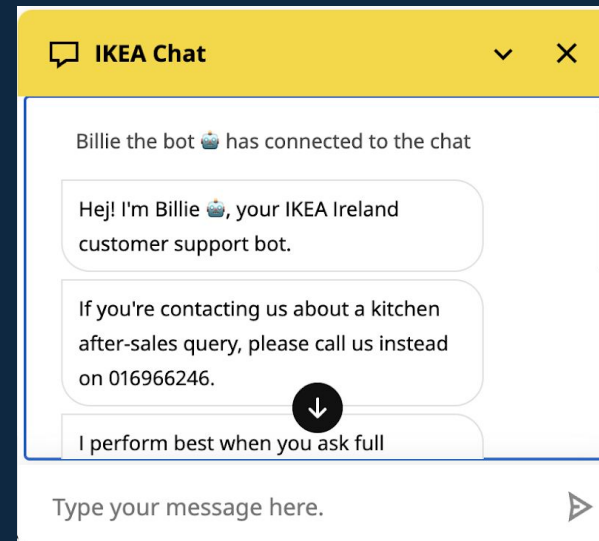 IKEA Chat
Billie the bot 🤖 has connected to the chat
Hej! I'm Billie 🤖, your IKEA Ireland
customer support bot.
If you're contacting us about a kitchen
after-sales query, please call us instead
on 016966246.
I perform best when you ask full
Type your message here.